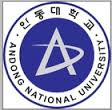 안동대학교
ANDONG NATIONAL UNIVERSITY